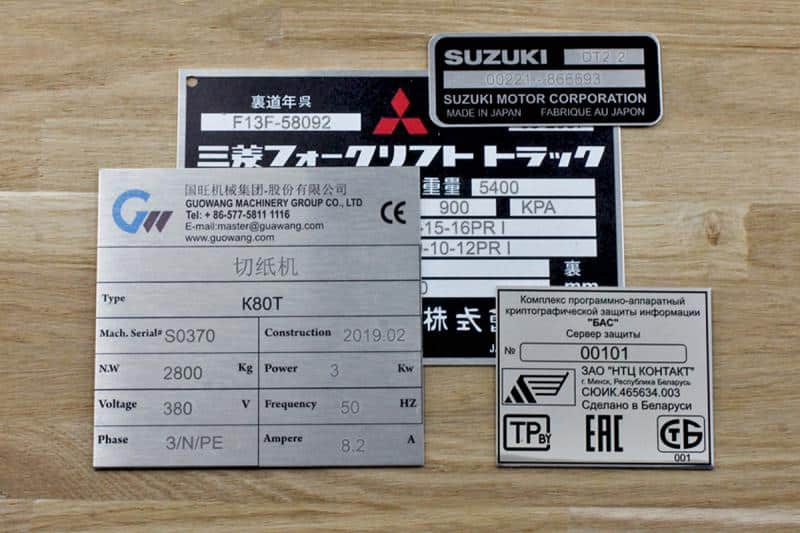 SUZUKI DT2.2
00221-866693
SUZUKI MOTOR CORPORATION
MADE IN JAPAN FABRIQUE AU JAPON
裏道年呉
F13F-58092
三菱フォークリフト トラック
重量 5400
900 KPA
-15-16PR I
-10-12PR I
裏
mm
株式
GW
国旺机械集团-股份有限公司
GUOWANG MACHINERY GROUP CO., LTD
Tel: + 86-577-5811 1116
E-mail:master@guawang.com
www.guowang.com
CE
切纸机
Type K80T
Mach. Serial# S0370 Construction 2019.02
N.W 2800 Kg Power 3 Kw
Voltage 380 V Frequency 50 HZ
Phase 3/N/PE Ampere 8.2 A
Комплекс программно-аппаратный
криптографической защиты информации
"БАС"
Сервер защиты
№ 00101
ЗАО "НТЦ КОНТАКТ"
г. Минск, Республика Беларусь
СЮИК.465634.003
Сделано в Беларуси
TP BY EAC СТБ
001